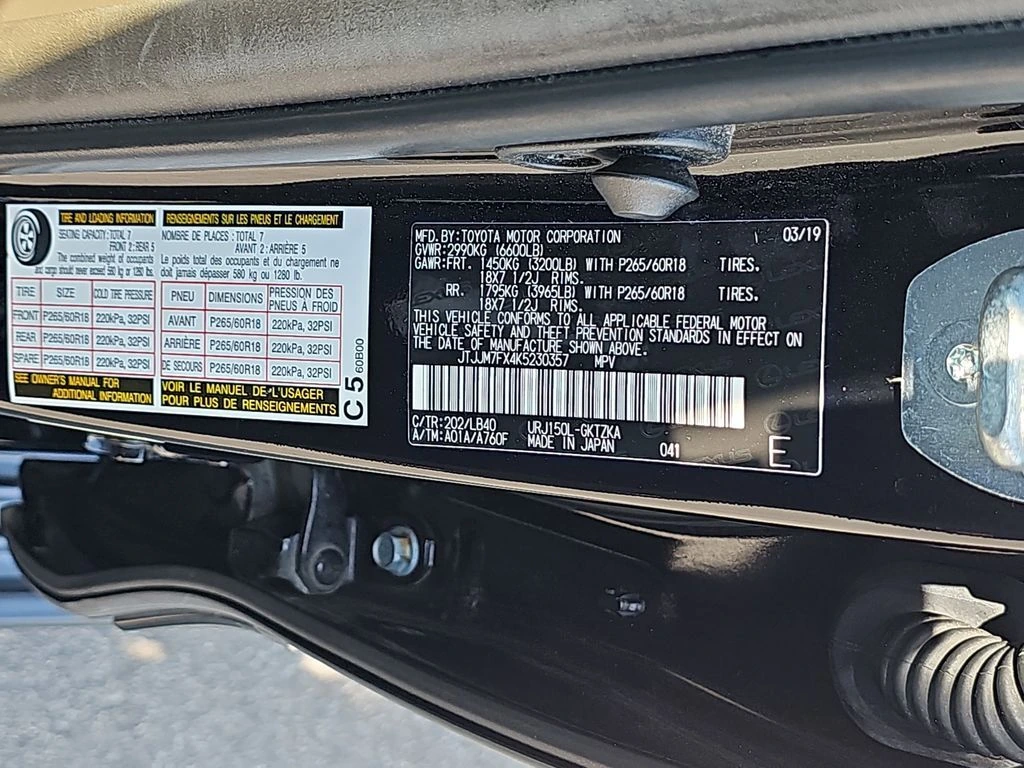 TIRE AND LOADING INFORMATION
SEATING CAPACITY: TOTAL 7
FRONT 2: REAR 5
The combined weight of occupants
and cargo should never exceed 580 kg or 1280 lbs.
TIRE SIZE COLD TIRE PRESSURE
FRONT P265/60R18 220kPa, 32PSI
REAR P265/60R18 220kPa, 32PSI
SPARE P265/60R18 220kPa, 32PSI
SEE OWNER'S MANUAL FOR
ADDITIONAL INFORMATION
RENSEIGNEMENTS SUR LES PNEUS ET LE CHARGEMENT
NOMBRE DE PLACES : TOTAL 7
AVANT 2: ARRIÈRE 5
Le poids total des occupants et du chargement ne
doit jamais dépasser 580 kg ou 1280 lb.
PNEU DIMENSIONS PRESSION DES
PNEUS À FROID
AVANT P265/60R18 220kPa, 32PSI
ARRIÈRE P265/60R18 220kPa, 32PSI
DE SECOURS P265/60R18 220kPa, 32PSI
VOIR LE MANUEL DE L'USAGER
POUR PLUS DE RENSEIGNEMENTS
C 5 60B00
MFD. BY: TOYOTA MOTOR CORPORATION 03/19
GVWR: 2990KG (6600LB)
GAWR: FRT. 1450KG (3200LB) WITH P265/60R18 TIRES.
18X7 1/2J RIMS.
RR. 1795KG (3965LB) WITH P265/60R18 TIRES.
18X7 1/2J RIMS.
THIS VEHICLE CONFORMS TO ALL APPLICABLE FEDERAL MOTOR
VEHICLE SAFETY AND THEFT PREVENTION STANDARDS IN EFFECT ON
THE DATE OF MANUFACTURE SHOWN ABOVE.
JTJJM7FX4K5230357 MPV
C/TR: 202/LB40 URJ150L-GKTZKA
A/TM: A01A/A760F MADE IN JAPAN 041
E